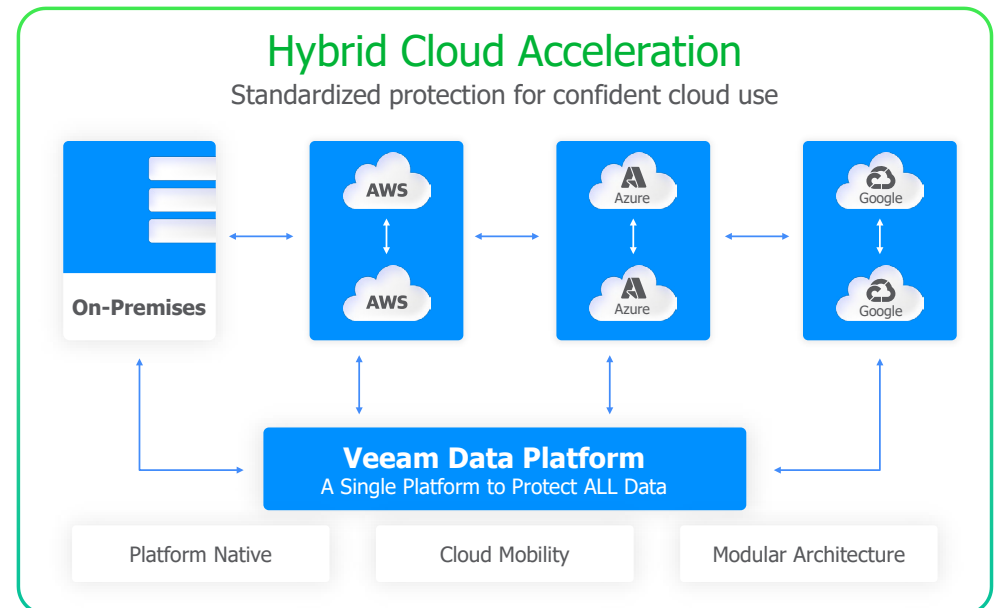 Hybrid Cloud Acceleration
Standardized protection for confident cloud use
AWS
Azure
Google
AWS
Azure
Google
On-Premises
Veeam Data Platform
A Single Platform to Protect ALL Data
Platform Native
Cloud Mobility
Modular Architecture